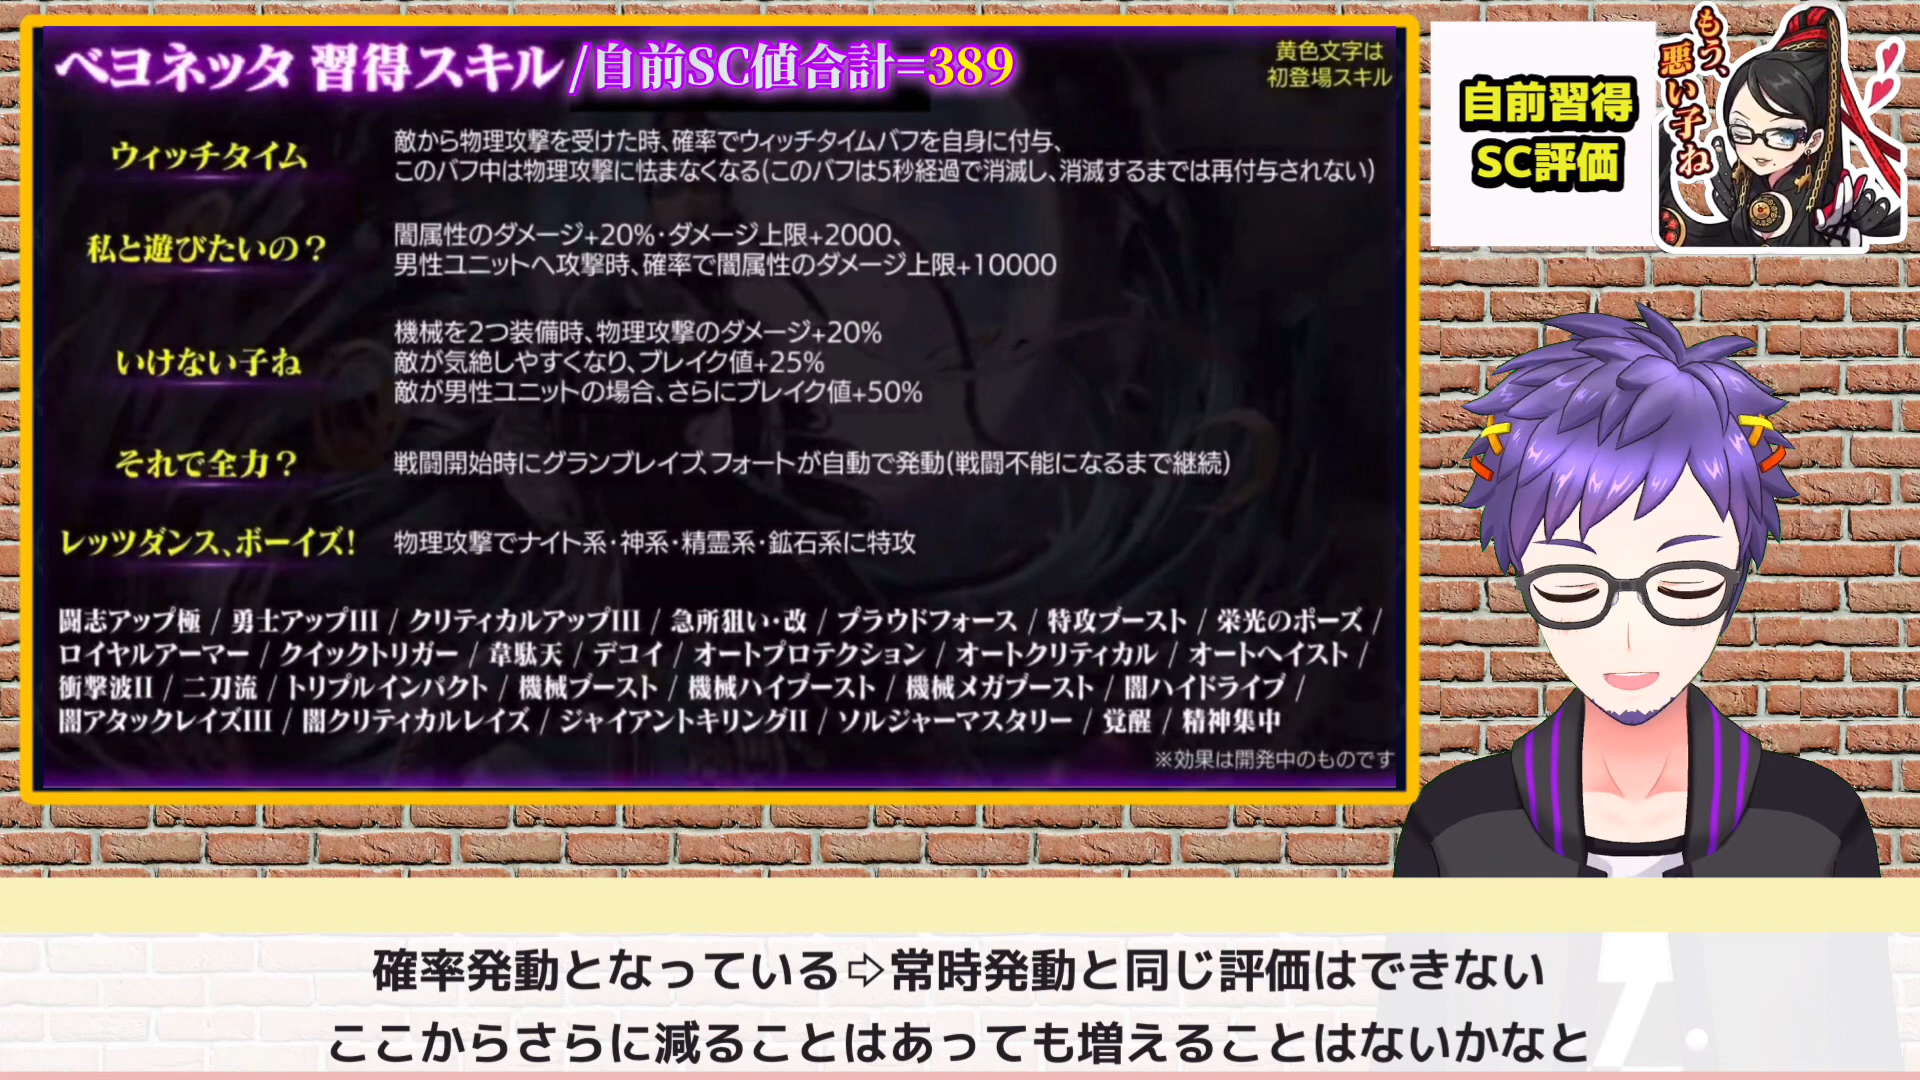 ベヨネッタ 習得スキル/自前SC値合計=389
黄色文字は
初登場スキル
ウィッチタイム
敵から物理攻撃を受けた時、確率でウィッチタイムバフを自身に付与、
このバフ中は物理攻撃に怯まなくなる(このバフは5秒経過で消滅し、消滅するまでは再付与されない)
私と遊びたいの？
闇属性のダメージ+20%・ダメージ上限+2000、
男性ユニットへ攻撃時、確率で闇属性のダメージ上限+10000
いけない子ね
機械を2つ装備時、物理攻撃のダメージ+20%
敵が気絶しやすくなり、ブレイク値+25%
敵が男性ユニットの場合、さらにブレイク値+50%
それで全力？
戦闘開始時にグランブレイブ、フォートが自動で発動(戦闘不能になるまで継続)
レッツダンス、ボーイズ!
物理攻撃でナイト系・神系・精霊系・鉱石系に特攻
闘志アップ極 / 勇士アップIII / クリティカルアップIII / 急所狙い・改 / プラウドフォース / 特攻ブースト / 栄光のポーズ /
ロイヤルアーマー / クイックトリガー / 韋駄天 / デコイ / オートプロテクション / オートクリティカル / オートヘイスト /
衝撃波II / 二刀流 / トリプルインパクト / 機械ブースト / 機械ハイブースト / 機械メガブースト / 闇ハイドライブ /
闇アタックレイズIII / 闇クリティカルレイズ / ジャイアントキリングII / ソルジャーマスタリー / 覚醒 / 精神集中
※効果は開発中のものです
自前習得
SC評価
もう、
悪い子ね
確率発動となっている⇨常時発動と同じ評価はできない
ここからさらに減ることはあっても増えることはないかなと